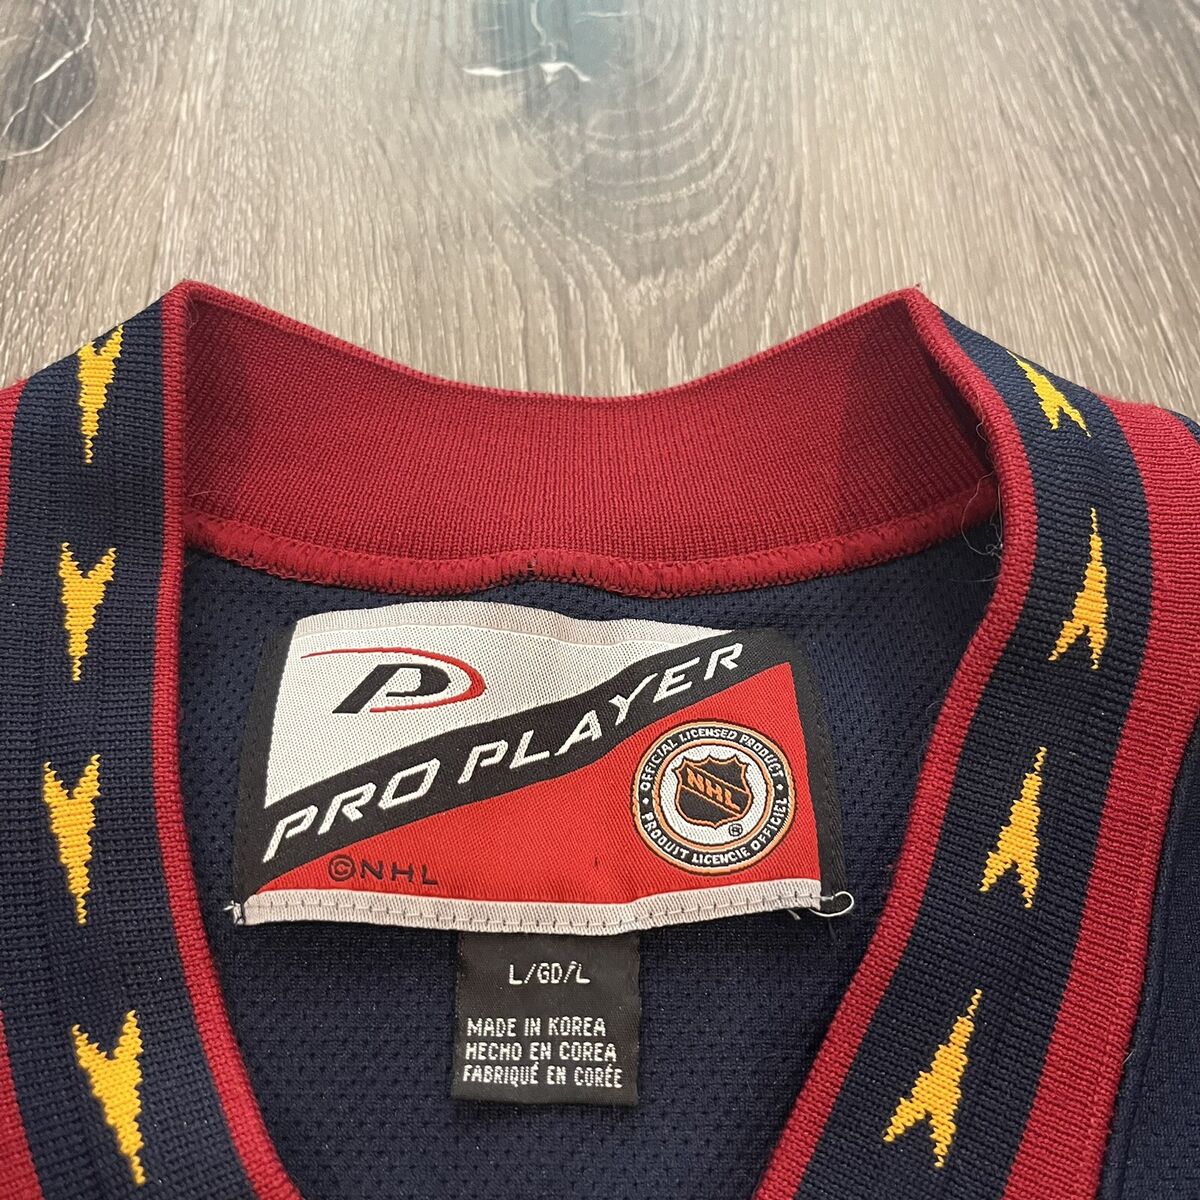 PRO PLAYER
©NHL
OFFICIAL LICENSED PRODUCT
NHL
®
PRODUIT LICENCIE OFFICIEL
L/GD/L
MADE IN KOREA
HECHO EN COREA
FABRIQUÉ EN CORÉE